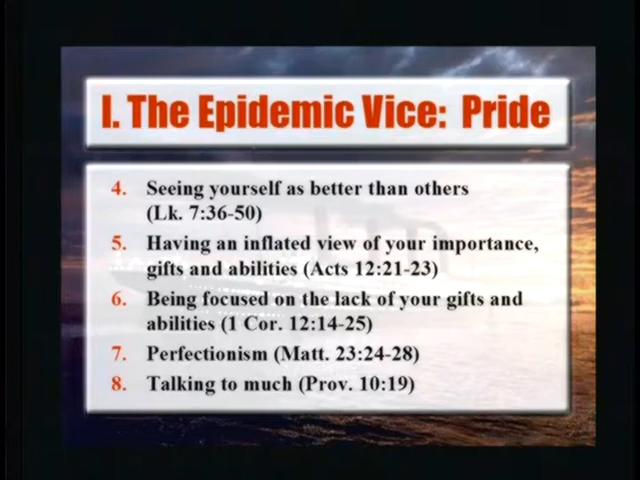 I. The Epidemic Vice: Pride
4. Seeing yourself as better than others
(Lk. 7:36-50)
5. Having an inflated view of your importance,
gifts and abilities (Acts 12:21-23)
6. Being focused on the lack of your gifts and
abilities (1 Cor. 12:14-25)
7. Perfectionism (Matt. 23:24-28)
8. Talking to much (Prov. 10:19)